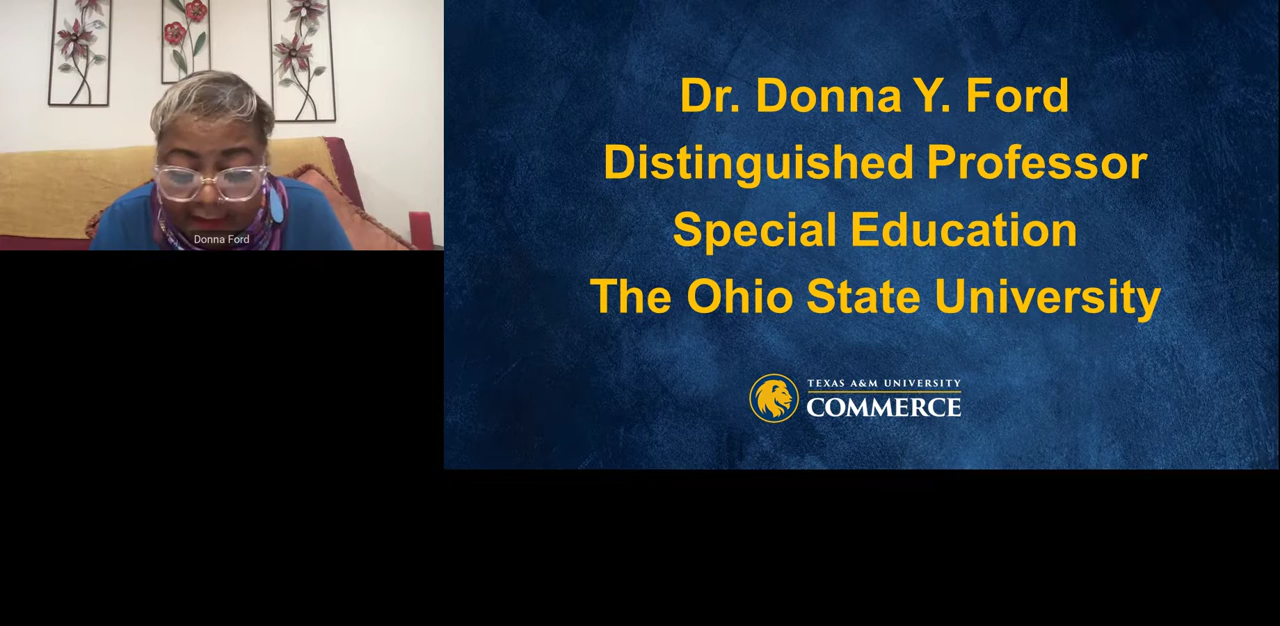 Donna Ford
Dr. Donna Y. Ford
Distinguished Professor
Special Education
The Ohio State University
TEXAS A&M UNIVERSITY
COMMERCE